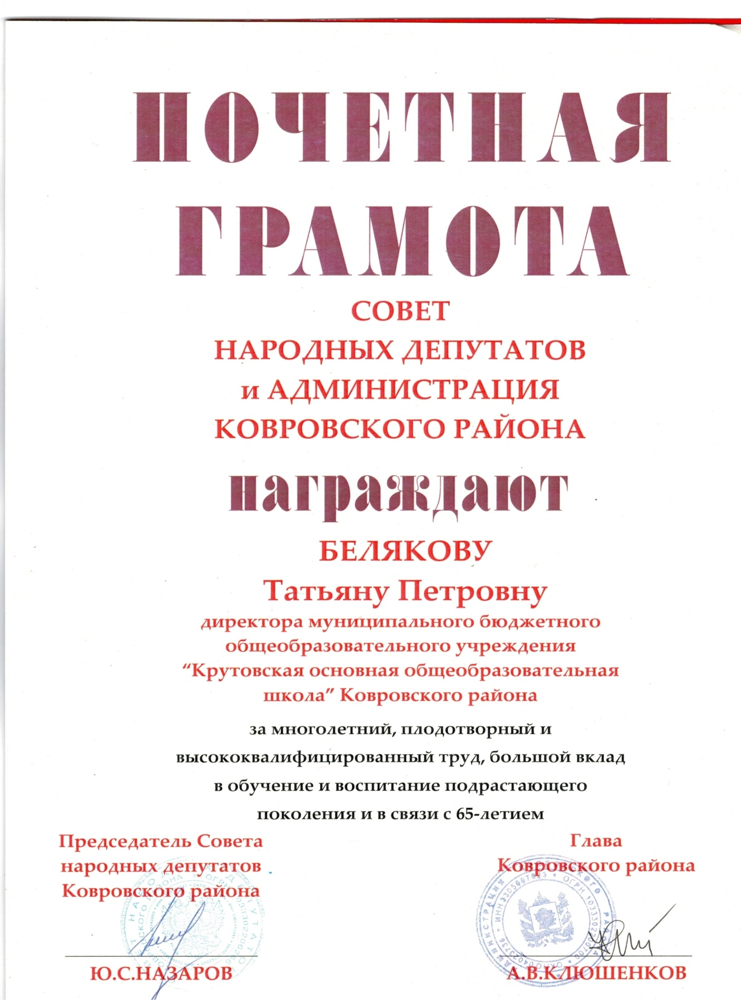 ПОЧЕТНАЯ
ГРАМОТА
СОВЕТ
НАРОДНЫХ ДЕПУТАТОВ
и АДМИНИСТРАЦИЯ
КОВРОВСКОГО РАЙОНА
награждают
БЕЛЯКОВУ
Татьяну Петровну
директора муниципального бюджетного
общеобразовательного учреждения
“Крутовская основная общеобразовательная
школа” Ковровского района
за многолетний, плодотворный и
высококвалифицированный труд, большой вклад
в обучение и воспитание подрастающего
поколения и в связи с 65-летием
Председатель Совета
народных депутатов
Ковровского района
Ю.С.НАЗАРОВ
Глава
Ковровского района
А.В.КЛЮШЕНКОВ